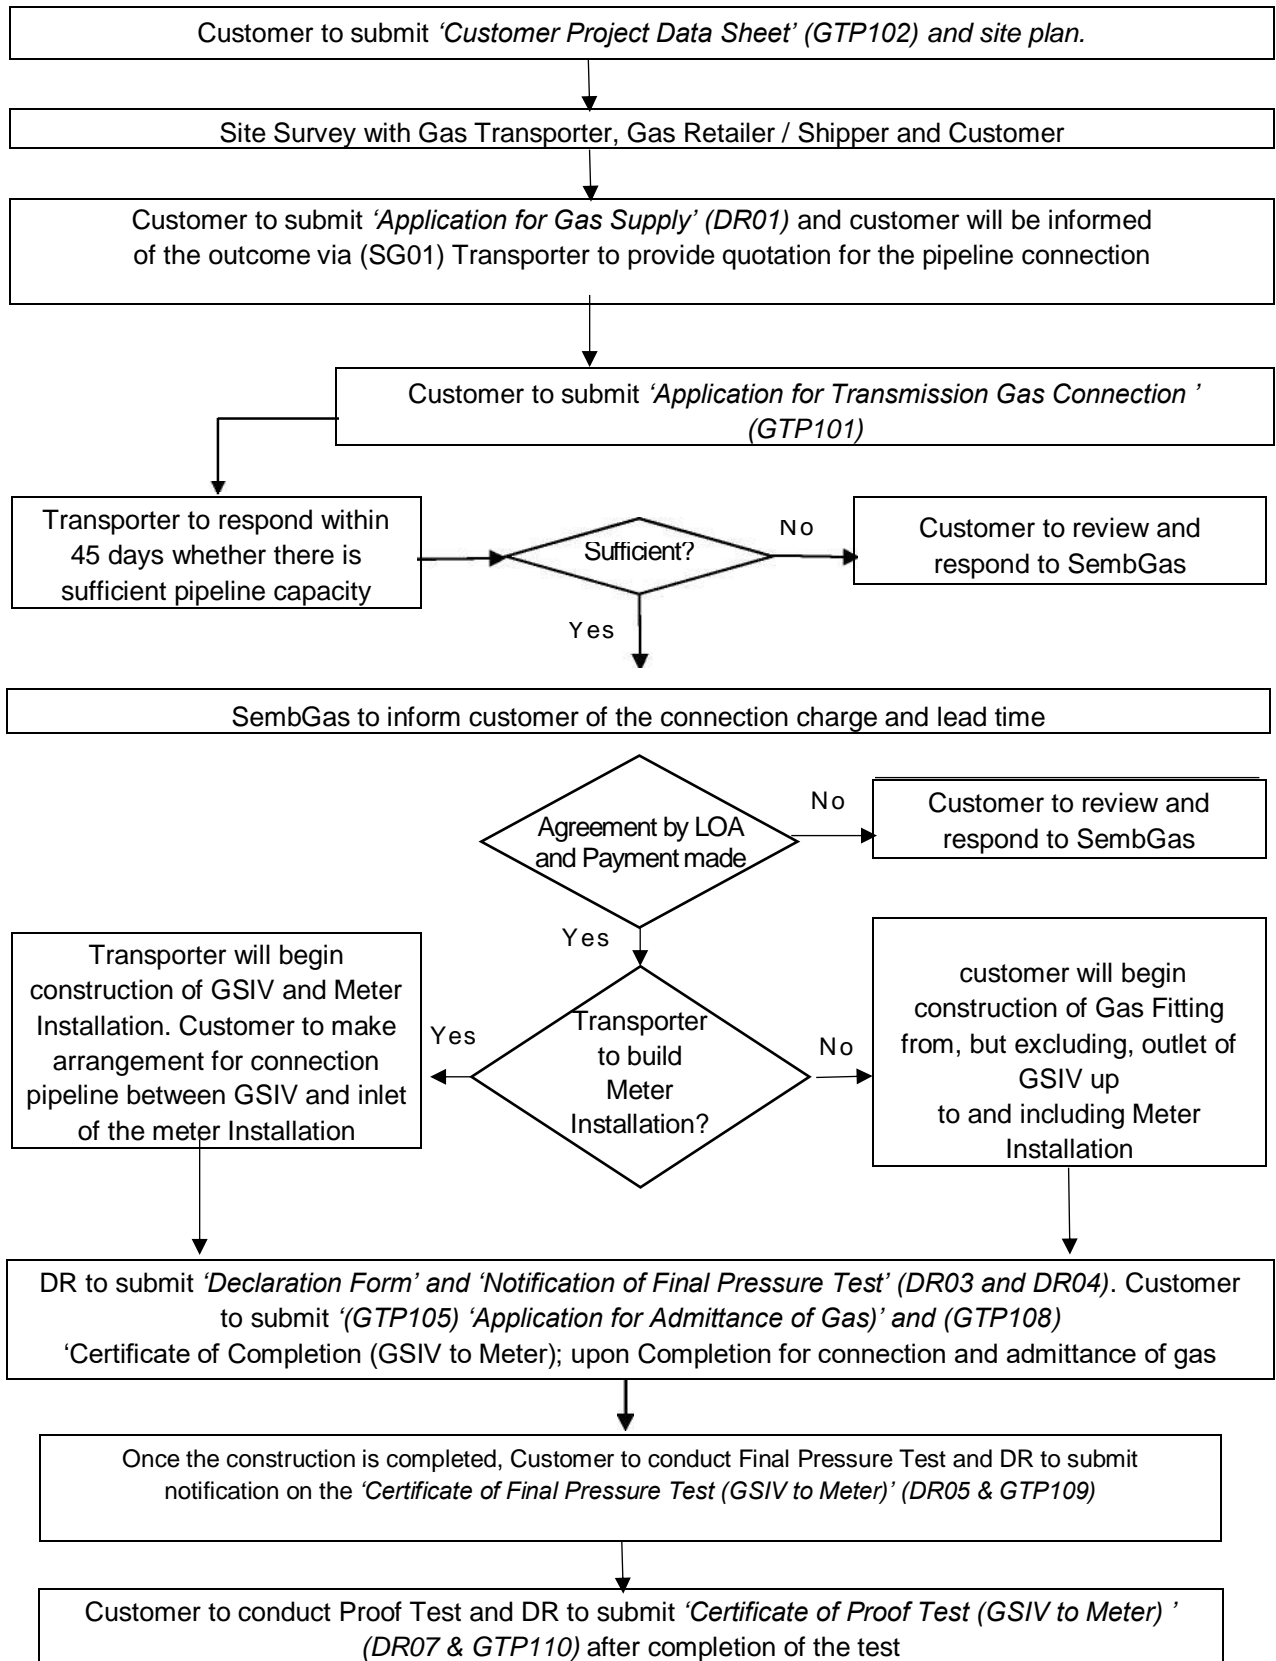 Customer to submit ‘Customer Project Data Sheet’ (GTP102) and site plan.
Site Survey with Gas Transporter, Gas Retailer / Shipper and Customer
Customer to submit ‘Application for Gas Supply’ (DR01) and customer will be informed
of the outcome via (SG01) Transporter to provide quotation for the pipeline connection
Customer to submit ‘Application for Transmission Gas Connection ’
(GTP101)
Transporter to respond within
45 days whether there is
sufficient pipeline capacity
Sufficient?
No
Customer to review and
respond to SembGas
Yes
SembGas to inform customer of the connection charge and lead time
Agreement by LOA
and Payment made
No
Customer to review and
respond to SembGas
Yes
Transporter will begin
construction of GSIV and Meter
Installation. Customer to make
arrangement for connection
pipeline between GSIV and inlet
of the meter Installation
Yes
Transporter
to build
Meter
Installation?
No
customer will begin
construction of Gas Fitting
from, but excluding, outlet of
GSIV up
to and including Meter
Installation
DR to submit ‘Declaration Form’ and ‘Notification of Final Pressure Test’ (DR03 and DR04). Customer
to submit ‘(GTP105) ‘Application for Admittance of Gas)’ and (GTP108)
‘Certificate of Completion (GSIV to Meter); upon Completion for connection and admittance of gas
Once the construction is completed, Customer to conduct Final Pressure Test and DR to submit
notification on the ‘Certificate of Final Pressure Test (GSIV to Meter)’ (DR05 & GTP109)
Customer to conduct Proof Test and DR to submit ‘Certificate of Proof Test (GSIV to Meter) ’
(DR07 & GTP110) after completion of the test